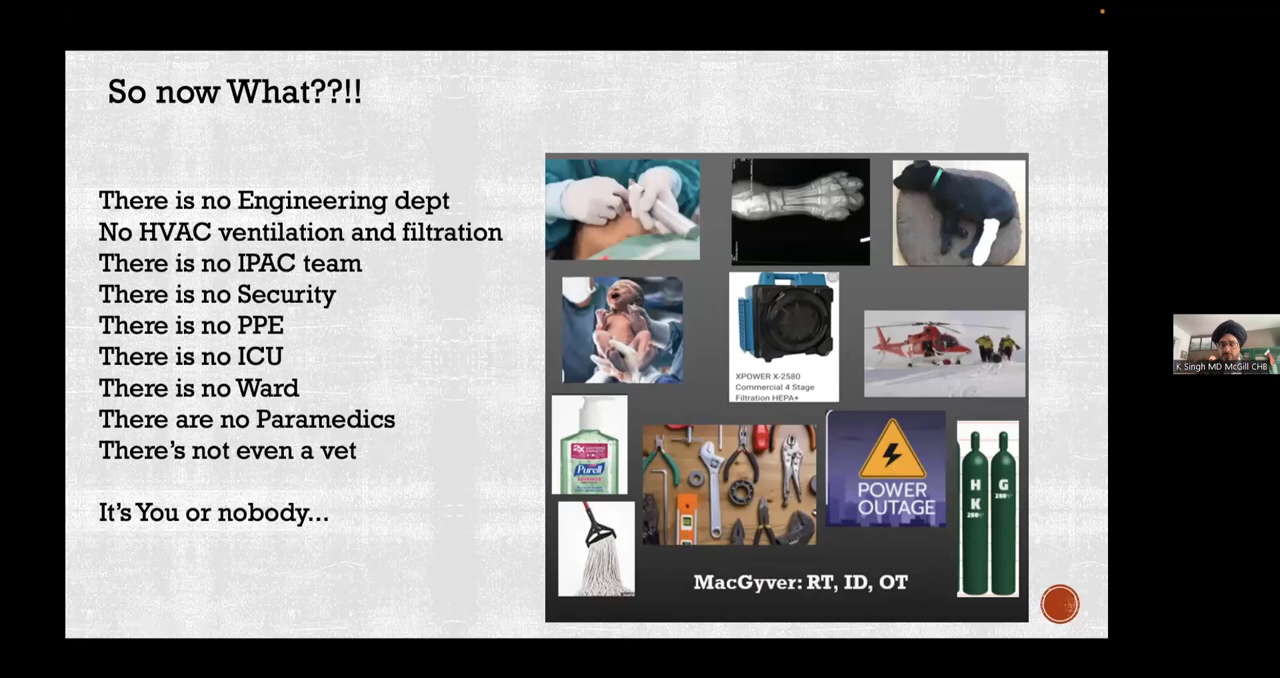 So now What??!!
There is no Engineering dept
No HVAC ventilation and filtration
There is no IPAC team
There is no Security
There is no PPE
There is no ICU
There is no Ward
There are no Paramedics
There's not even a vet
It's You or nobody...
XPOWER X-2580
Commercial 4 Stage
Filtration HEPA+
2X
Purell
ADVANCED
POWER
OUTAGE
H
K
250
G
250
MacGyver: RT, ID, OT
K Singh MD McGill CHB